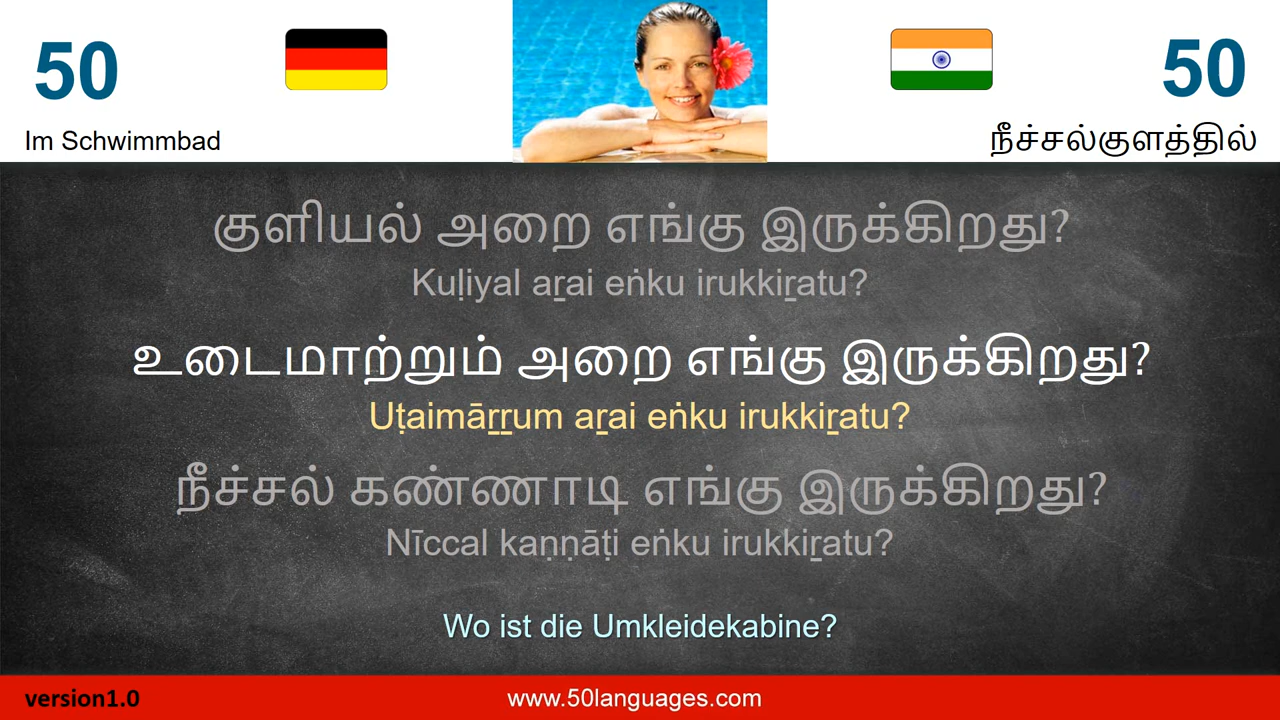 50
50
Im Schwimmbad
நீச்சல்குளத்தில்
குளியல் அறை எங்கு இருக்கிறது?
Kuḷiyal aṟai eṅku irukkiṟatu?
உடைமாற்றும் அறை எங்கு இருக்கிறது?
Uṭaimāṟṟum aṟai eṅku irukkiṟatu?
நீச்சல் கண்ணாடி எங்கு இருக்கிறது?
Nīccal kaṇṇāṭi eṅku irukkiṟatu?
Wo ist die Umkleidekabine?
version1.0
www.50languages.com